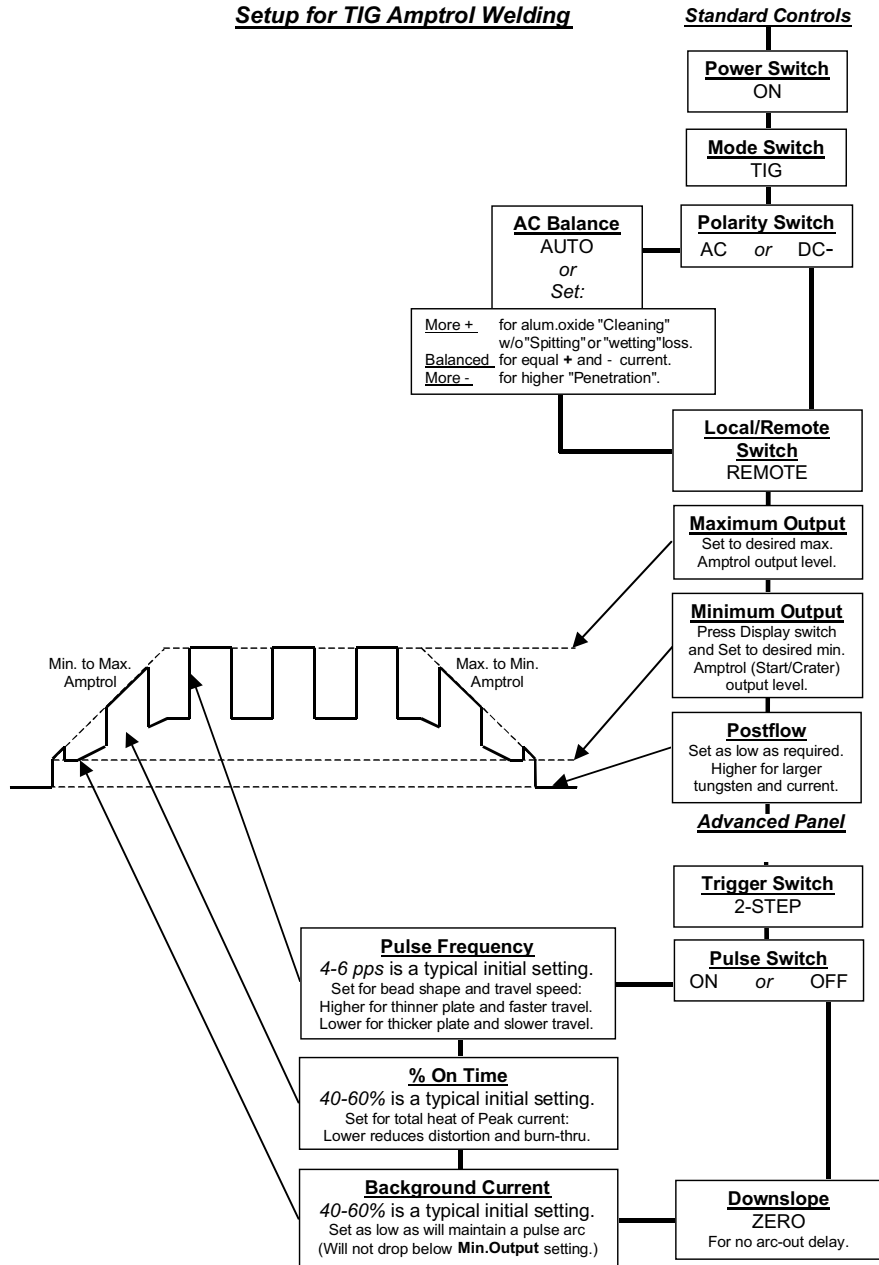 Setup for TIG Amptrol Welding
Standard Controls
Power Switch
ON
Mode Switch
TIG
AC Balance
AUTO
or
Set:
Polarity Switch
AC or DC-
More + for alum.oxide "Cleaning"
w/o"Spitting" or "wetting"loss.
Balanced for equal + and - current.
More - for higher "Penetration".
Local/Remote
Switch
REMOTE
Maximum Output
Set to desired max.
Amptrol output level.
Minimum Output
Press Display switch
and Set to desired min.
Amptrol (Start/Crater)
output level.
Min. to Max.
Amptrol
Max. to Min.
Amptrol
Postflow
Set as low as required.
Higher for larger
tungsten and current.
Advanced Panel
Trigger Switch
2-STEP
Pulse Frequency
4-6 pps is a typical initial setting.
Set for bead shape and travel speed:
Higher for thinner plate and faster travel.
Lower for thicker plate and slower travel.
Pulse Switch
ON or OFF
% On Time
40-60% is a typical initial setting.
Set for total heat of Peak current:
Lower reduces distortion and burn-thru.
Background Current
40-60% is a typical initial setting.
Set as low as will maintain a pulse arc
(Will not drop below Min.Output setting.)
Downslope
ZERO
For no arc-out delay.